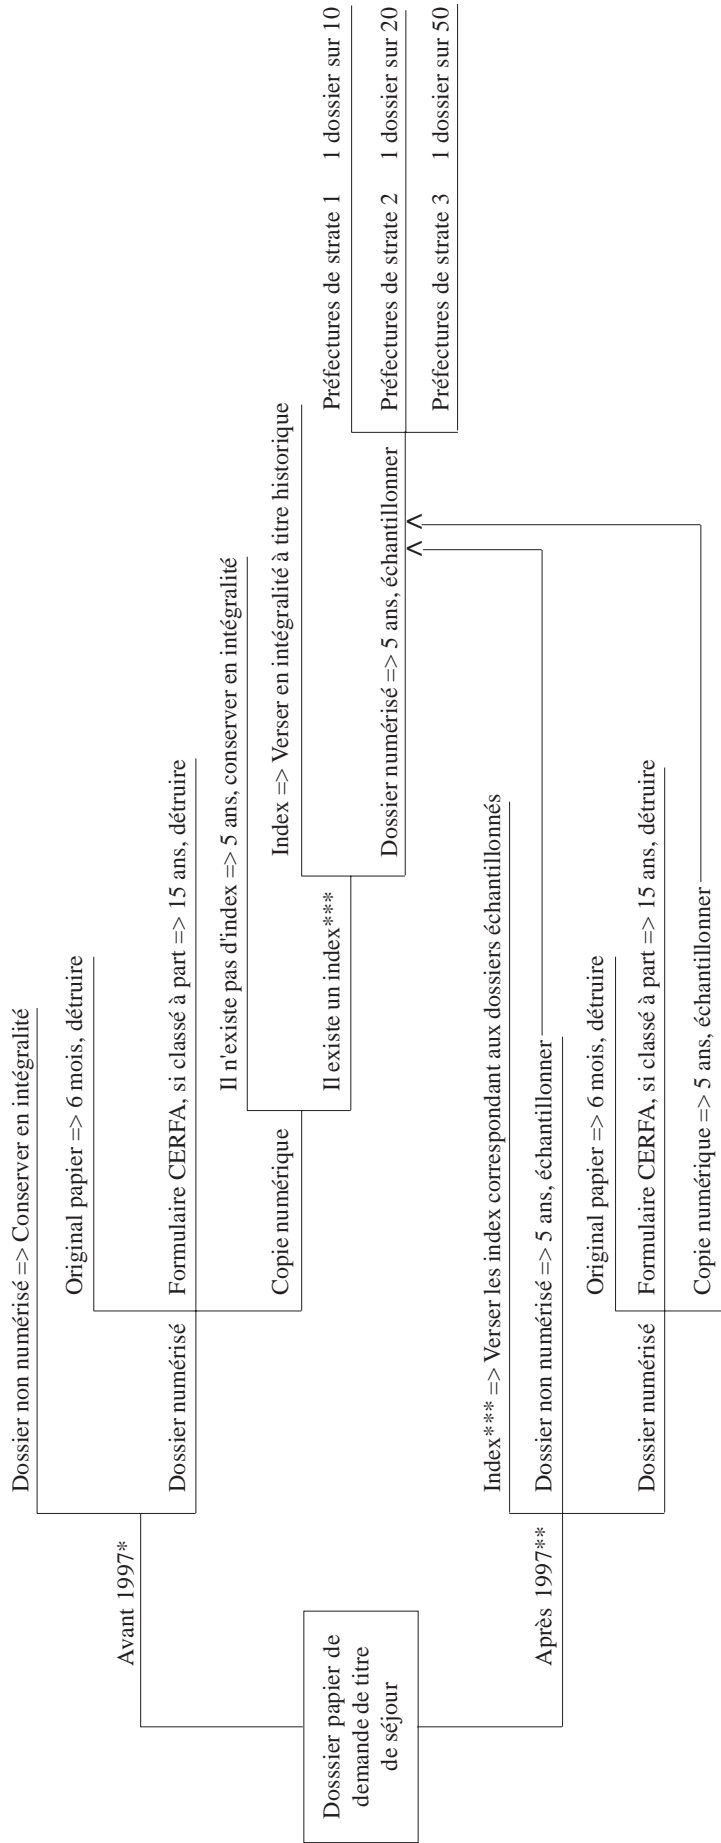 Dosssier papier de
demande de titre
de séjour
Avant 1997*
Dossier non numérisé => Conserver en intégralité
Dossier numérisé
Original papier => 6 mois, détruire
Formulaire CERFA, si classé à part => 15 ans, détruire
Copie numérique
Il n'existe pas d'index => 5 ans, conserver en intégralité
Il existe un index***
Index => Verser en intégralité à titre historique
Dossier numérisé => 5 ans, échantillonner
Préfectures de strate 1 1 dossier sur 10
Préfectures de strate 2 1 dossier sur 20
Préfectures de strate 3 1 dossier sur 50
Après 1997**
Index*** => Verser les index correspondant aux dossiers échantillonnés
Dossier non numérisé => 5 ans, échantillonner
Dossier numérisé
Original papier => 6 mois, détruire
Formulaire CERFA, si classé à part => 15 ans, détruire
Copie numérique => 5 ans, échantillonner